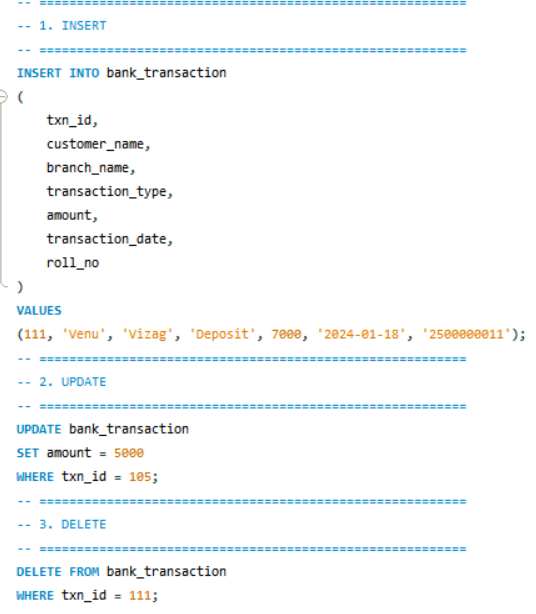 -- =========================================================
-- 1. INSERT
-- =========================================================
INSERT INTO bank_transaction
(
    txn_id,
    customer_name,
    branch_name,
    transaction_type,
    amount,
    transaction_date,
    roll_no
)
VALUES
(111, 'Venu', 'Vizag', 'Deposit', 7000, '2024-01-18', '2500000011');
-- =========================================================
-- 2. UPDATE
-- =========================================================
UPDATE bank_transaction
SET amount = 5000
WHERE txn_id = 105;
-- =========================================================
-- 3. DELETE
-- =========================================================
DELETE FROM bank_transaction
WHERE txn_id = 111;